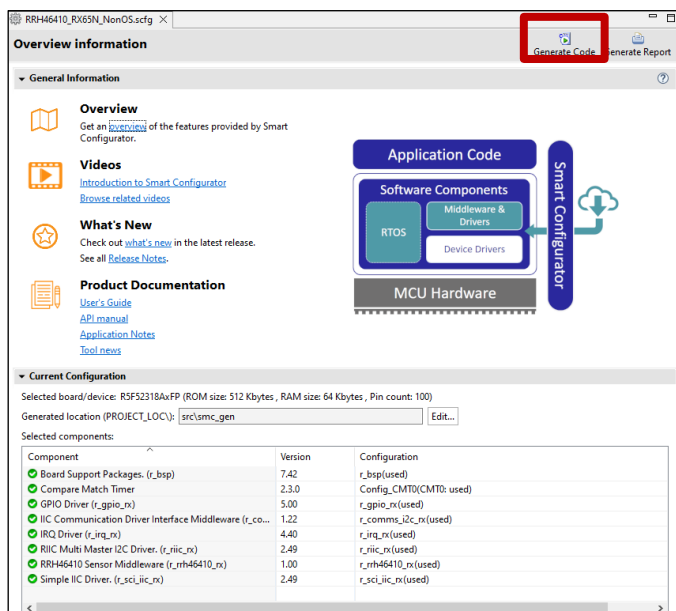 RRH46410_RX65N_NonOS.scfg
Overview information
Generate Code
Generate Report
General Information
Overview
Get an overview of the features provided by Smart
Configurator.
Videos
Introduction to Smart Configurator
Browse related videos
What's New
Check out what's new in the latest release.
See all Release Notes.
Product Documentation
User's Guide
API manual
Application Notes
Tool news
Application Code
Software Components
RTOS
Middleware &
Drivers
Device Drivers
MCU Hardware
Smart Configurator
Current Configuration
Selected board/device: R5F52318AxFP (ROM size: 512 Kbytes , RAM size: 64 Kbytes , Pin count: 100)
Generated location (PROJECT_LOC\): src\smc_gen Edit...
Selected components:
Component Version Configuration
Board Support Packages. (r_bsp) 7.42 r_bsp(used)
Compare Match Timer 2.3.0 Config_CMT0(CMT0: used)
GPIO Driver (r_gpio_rx) 5.00 r_gpio_rx(used)
IIC Communication Driver Interface Middleware (r_co... 1.22 r_comms_i2c_rx(used)
IRQ Driver. (r_irq_rx) 4.40 r_irq_rx(used)
RIIC Multi Master I2C Driver. (r_riic_rx) 2.49 r_riic_rx(used)
RRH46410 Sensor Middleware (r_rrh46410_rx) 1.00 r_rrh46410_rx(used)
Simple IIC Driver. (r_sci_iic_rx) 2.49 r_sci_iic_rx(used)